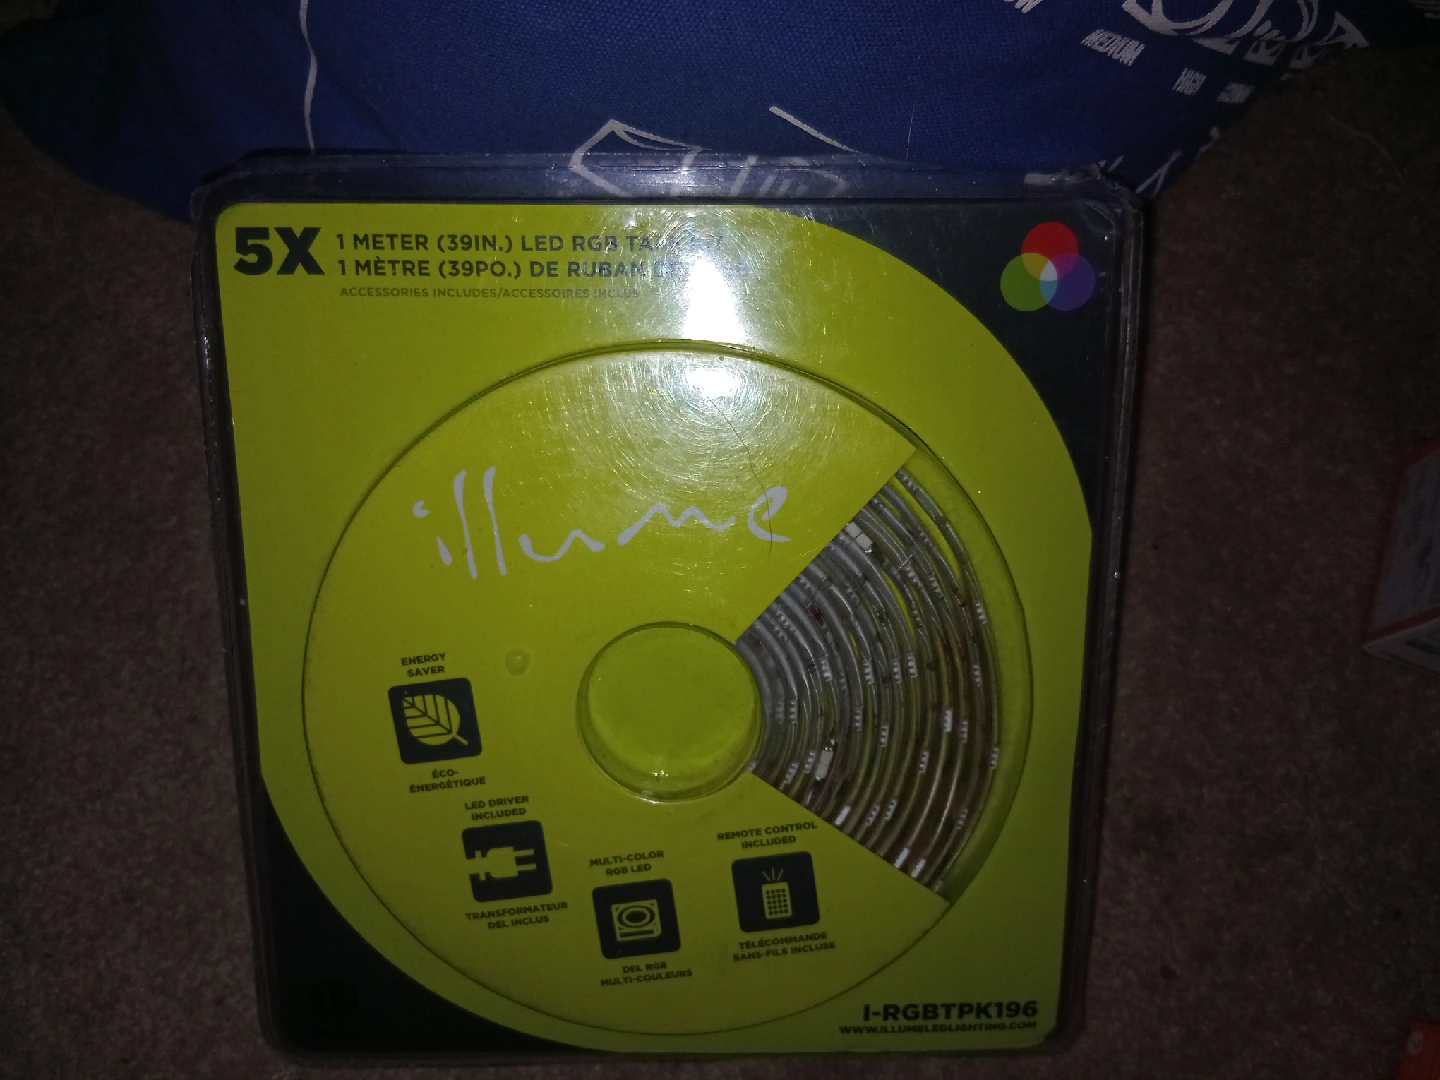 MEDIUM
HIGH
5X
1 METER (39IN.) LED RGB
1 MÈTRE (39PO.) DE RUBAN
ACCESSORIES INCLUDES/ACCESSOIRES INCLUS
illume
ENERGY
SAVER
ÉCO-
ÉNERGÉTIQUE
LED DRIVER
INCLUDED
TRANSFORMATEUR
DEL INCLUS
MULTI-COLOR
RGB LED
DEL RGB
MULTI-COULEURS
REMOTE CONTROL
INCLUDED
TÉLÉCOMMANDE
SANS-FILS INCLUSE
I-RGBTPK196
WWW.ILLUMELEDLIGHTING.COM